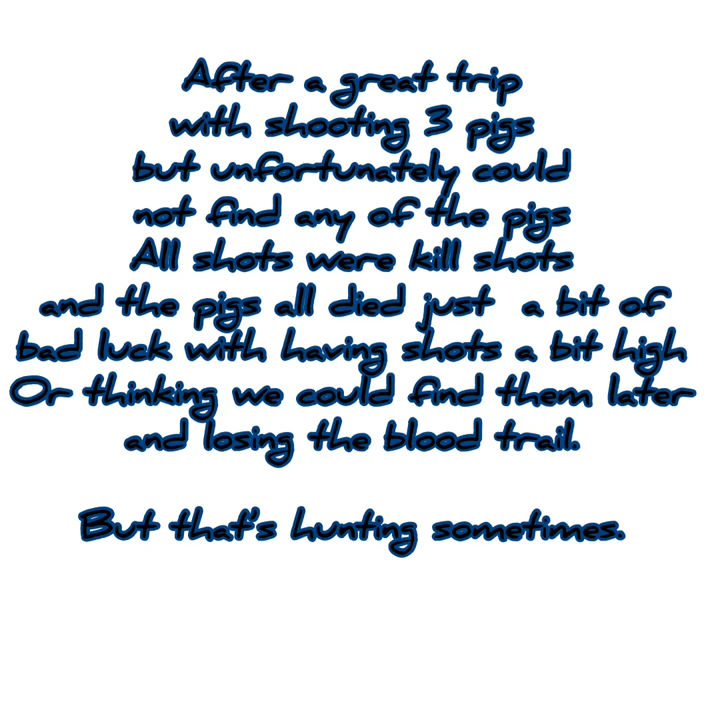 After a great trip
with shooting 3 pigs
but unfortunately could
not find any of the pigs
All shots were kill shots
and the pigs all died just a bit of
bad luck with having shots a bit high
Or thinking we could find them later
and losing the blood trail.
But that's hunting sometimes.